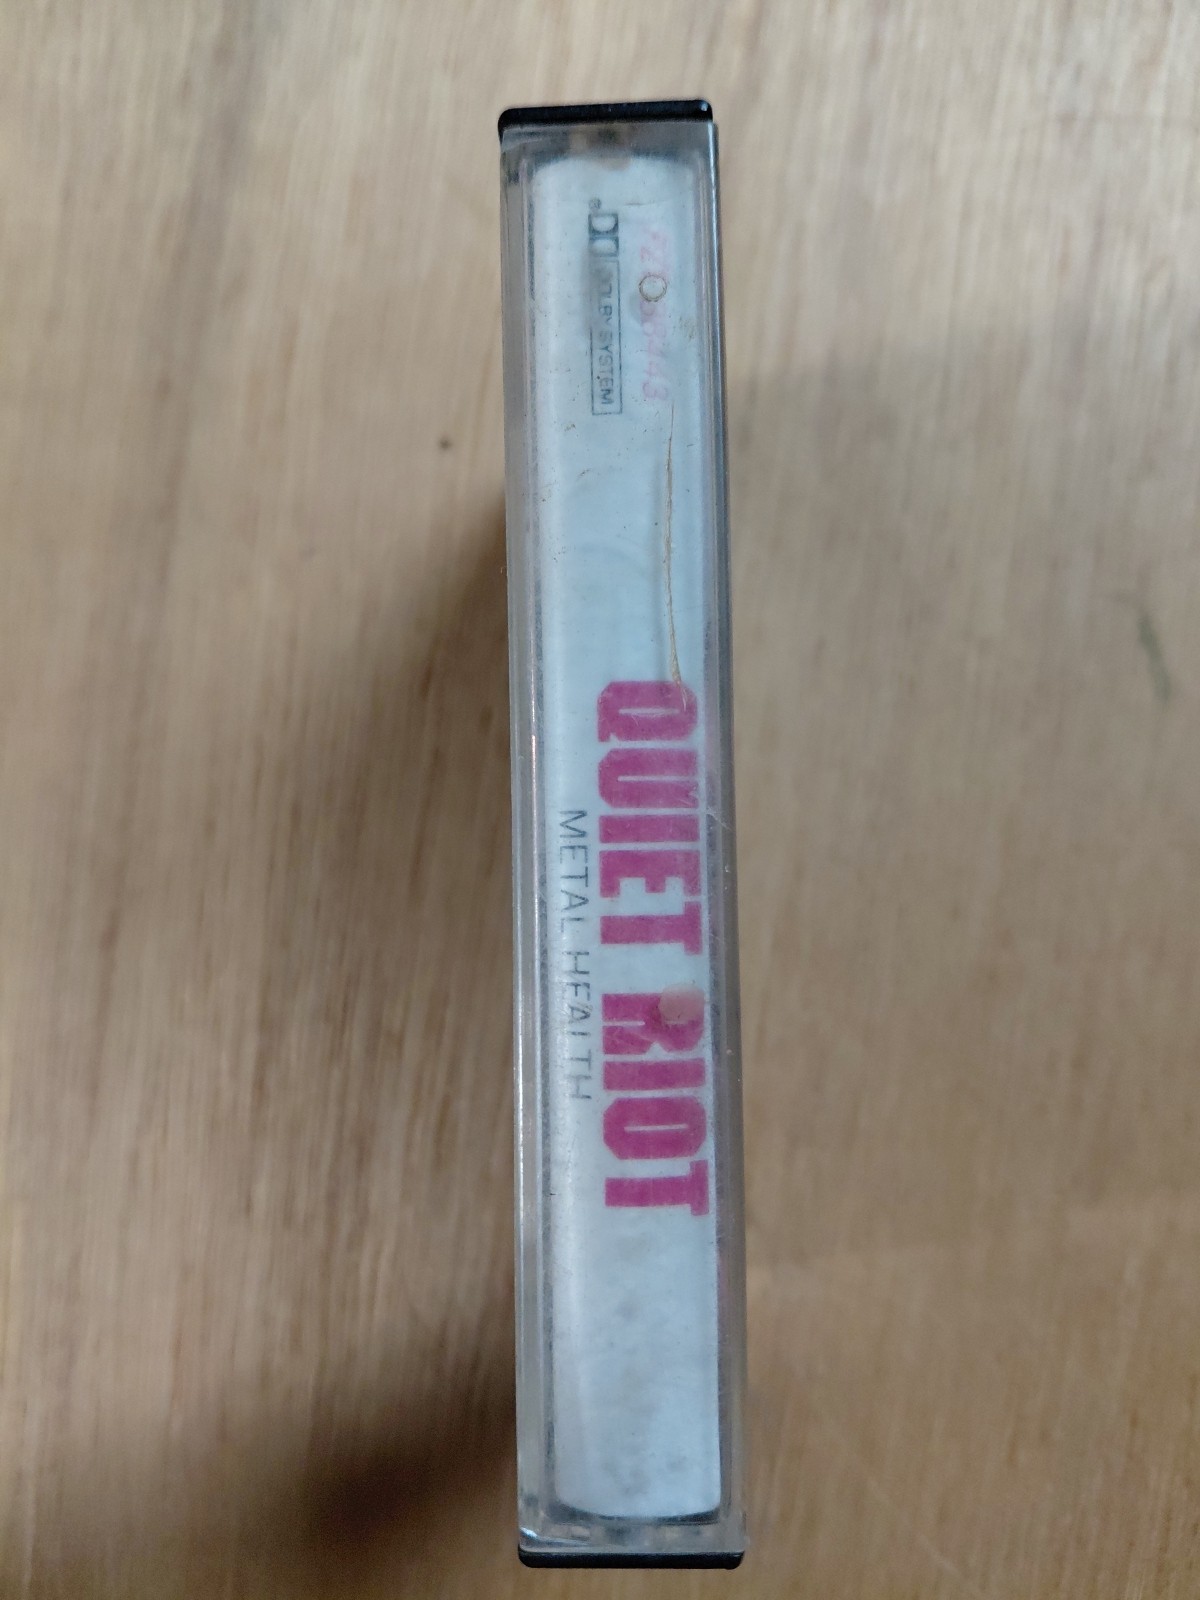 QUIET RIOT
METAL HEALTH
DOLBY SYSTEM